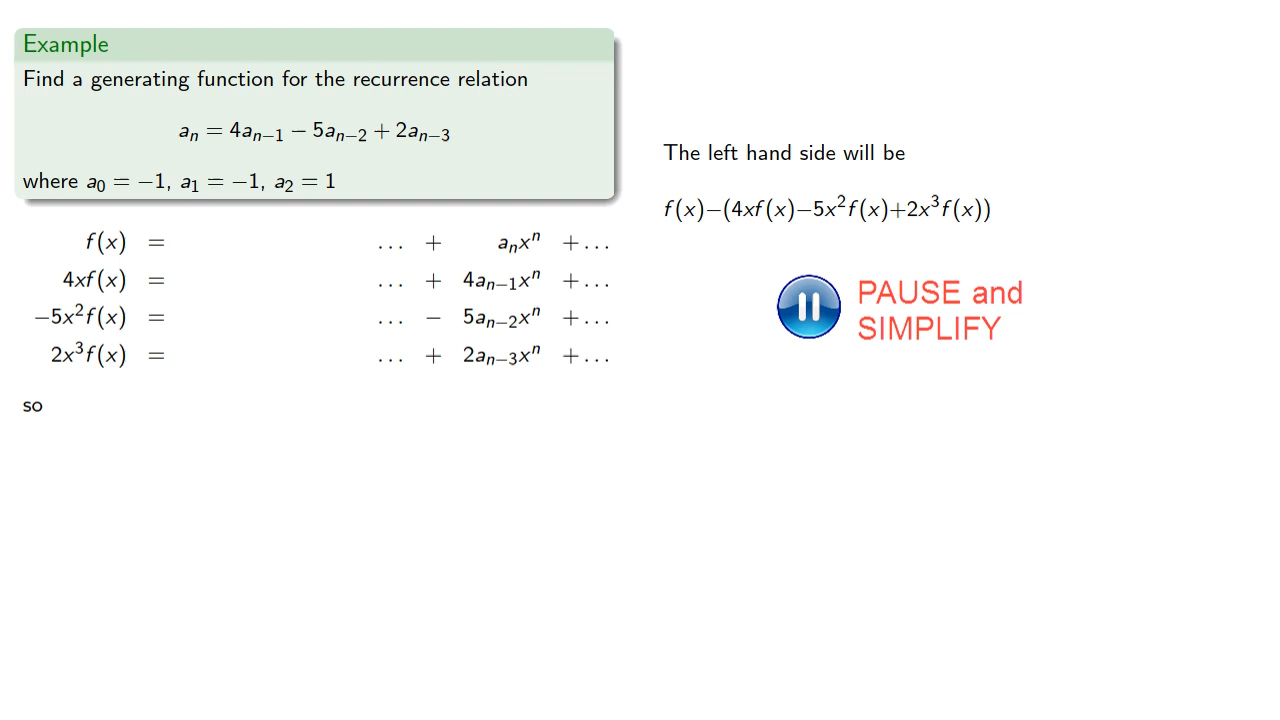 Example
Find a generating function for the recurrence relation
aₙ = 4aₙ₋₁ − 5aₙ₋₂ + 2aₙ₋₃
where a₀ = −1, a₁ = −1, a₂ = 1
f(x) = ... + aₙxⁿ + ...
4xf(x) = ... + 4aₙ₋₁xⁿ + ...
−5x²f(x) = ... − 5aₙ₋₂xⁿ + ...
2x³f(x) = ... + 2aₙ₋₃xⁿ + ...
so
The left hand side will be
f(x)−(4xf(x)−5x²f(x)+2x³f(x))
PAUSE and
SIMPLIFY